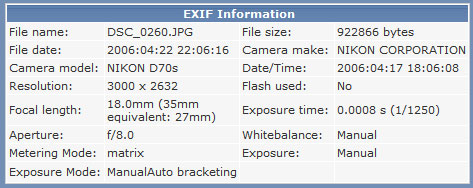 EXIF Information
File name: DSC_0260.JPG File size: 922866 bytes
File date: 2006:04:22 22:06:16 Camera make: NIKON CORPORATION
Camera model: NIKON D70s Date/Time: 2006:04:17 18:06:08
Resolution: 3000 x 2632 Flash used: No
Focal length: 18.0mm (35mm
equivalent: 27mm) Exposure time: 0.0008 s (1/1250)
Aperture: f/8.0 Whitebalance: Manual
Metering Mode: matrix Exposure: Manual
Exposure Mode: ManualAuto bracketing